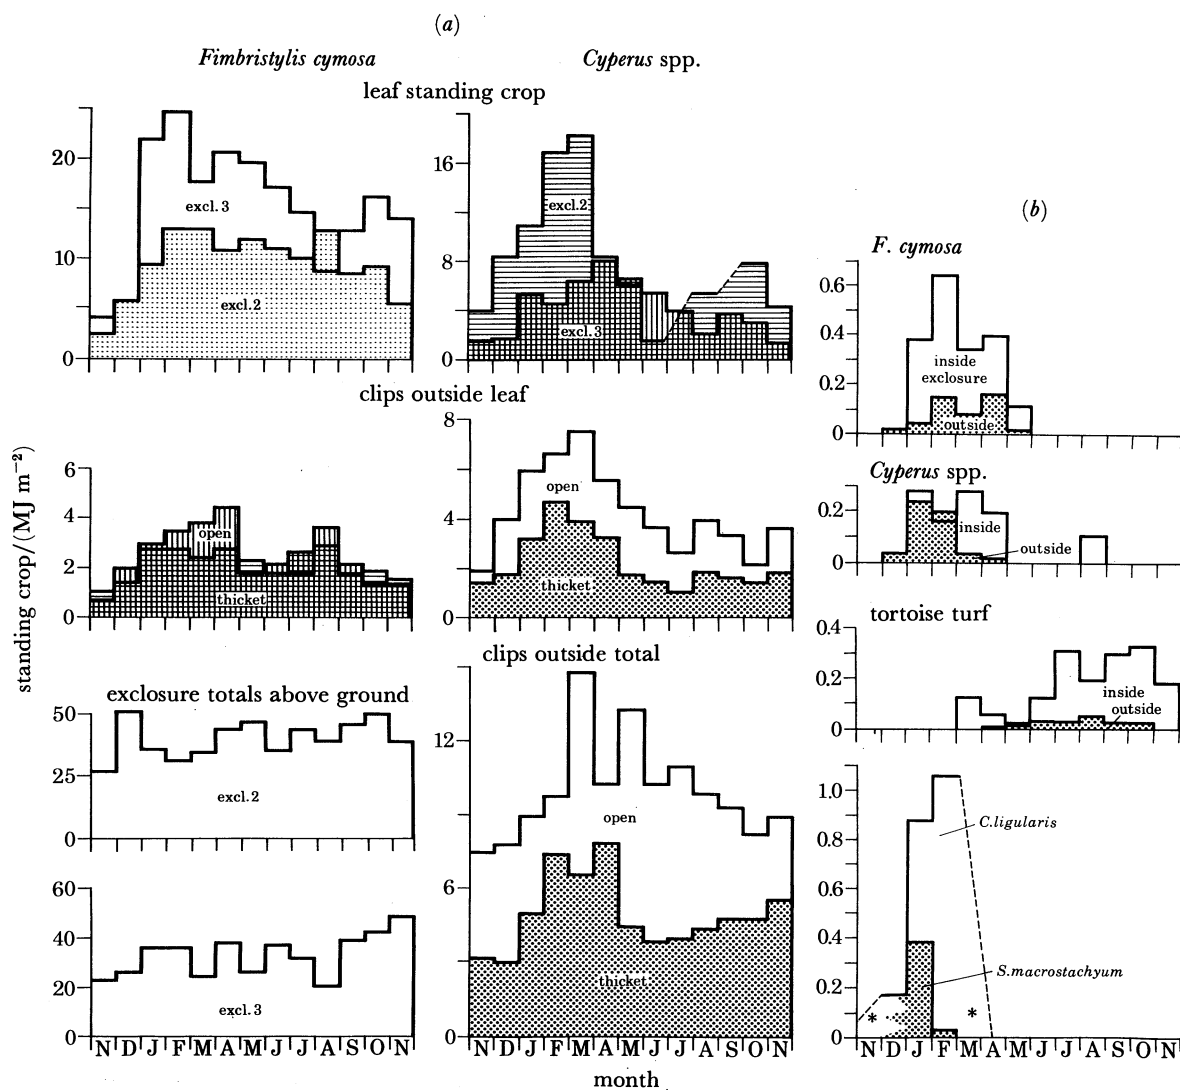 (a)
Fimbristylis cymosa
Cyperus spp.
leaf standing crop
20
10
0
excl. 3
excl. 2
16
8
0
excl. 2
excl. 3
clips outside leaf
standing crop/(MJ m⁻²)
6
4
2
0
open
thicket
8
4
0
open
thicket
exclosure totals above ground
50
25
0
excl. 2
60
40
20
0
excl. 3
N D J F M A M J J A S O N
clips outside total
12
6
0
open
thicket
N D J F M A M J J A S O N
month
(b)
F. cymosa
0.6
0.4
0.2
0
inside
exclosure
outside
Cyperus spp.
0.2
0
inside
outside
tortoise turf
0.4
0.2
0
inside
outside
1.0
0.8
0.6
0.4
0.2
0
C.ligularis
S.macrostachyum
*
*
N D J F M A M J J A S O N